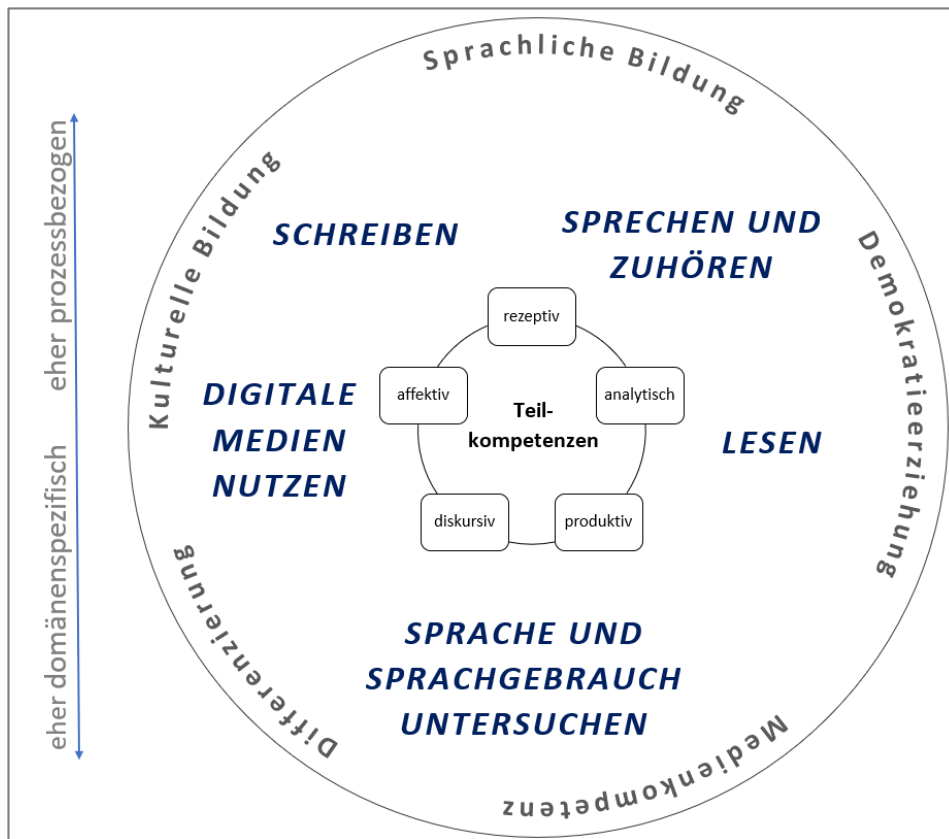 Sprachliche Bildung
Kulturelle Bildung
Demokratieerziehung
Differenzierung
Medienkompetenz
eher prozessbezogen
eher domänenspezifisch
SCHREIBEN
SPRECHEN UND
ZUHÖREN
DIGITALE
MEDIEN
NUTZEN
LESEN
SPRACHE UND
SPRACHGEBRAUCH
UNTERSUCHEN
rezeptiv
affektiv
analytisch
Teil-
kompetenzen
diskursiv
produktiv